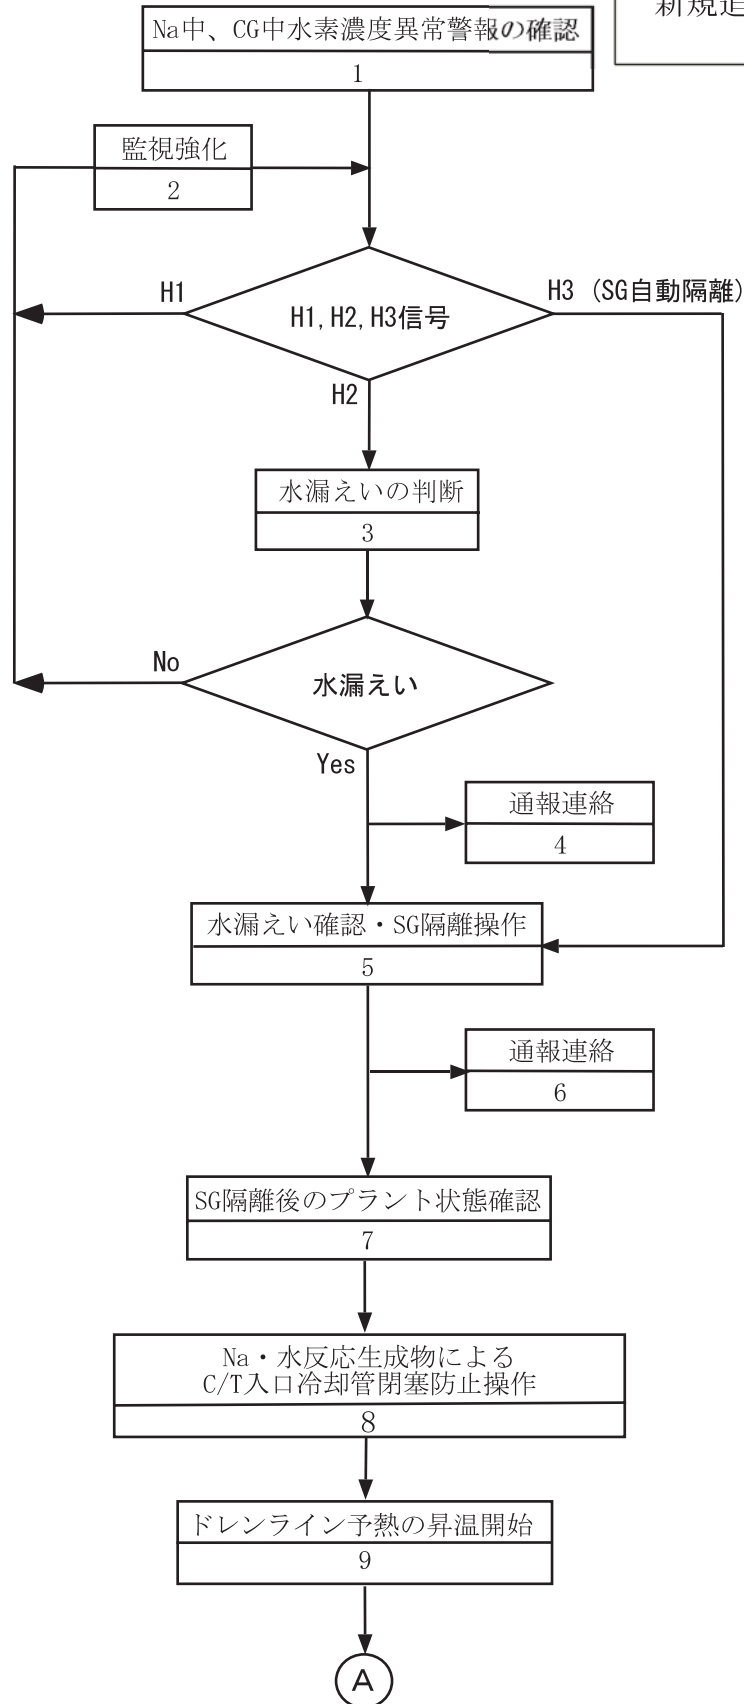 新規追
Na中、CG中水素濃度異常警報の確認
1
監視強化
2
H1
H3 (SG自動隔離)
H1, H2, H3信号
H2
水漏えいの判断
3
No
水漏えい
Yes
通報連絡
4
水漏えい確認・SG隔離操作
5
通報連絡
6
SG隔離後のプラント状態確認
7
Na・水反応生成物による
C/T入口冷却管閉塞防止操作
8
ドレンライン予熱の昇温開始
9
A